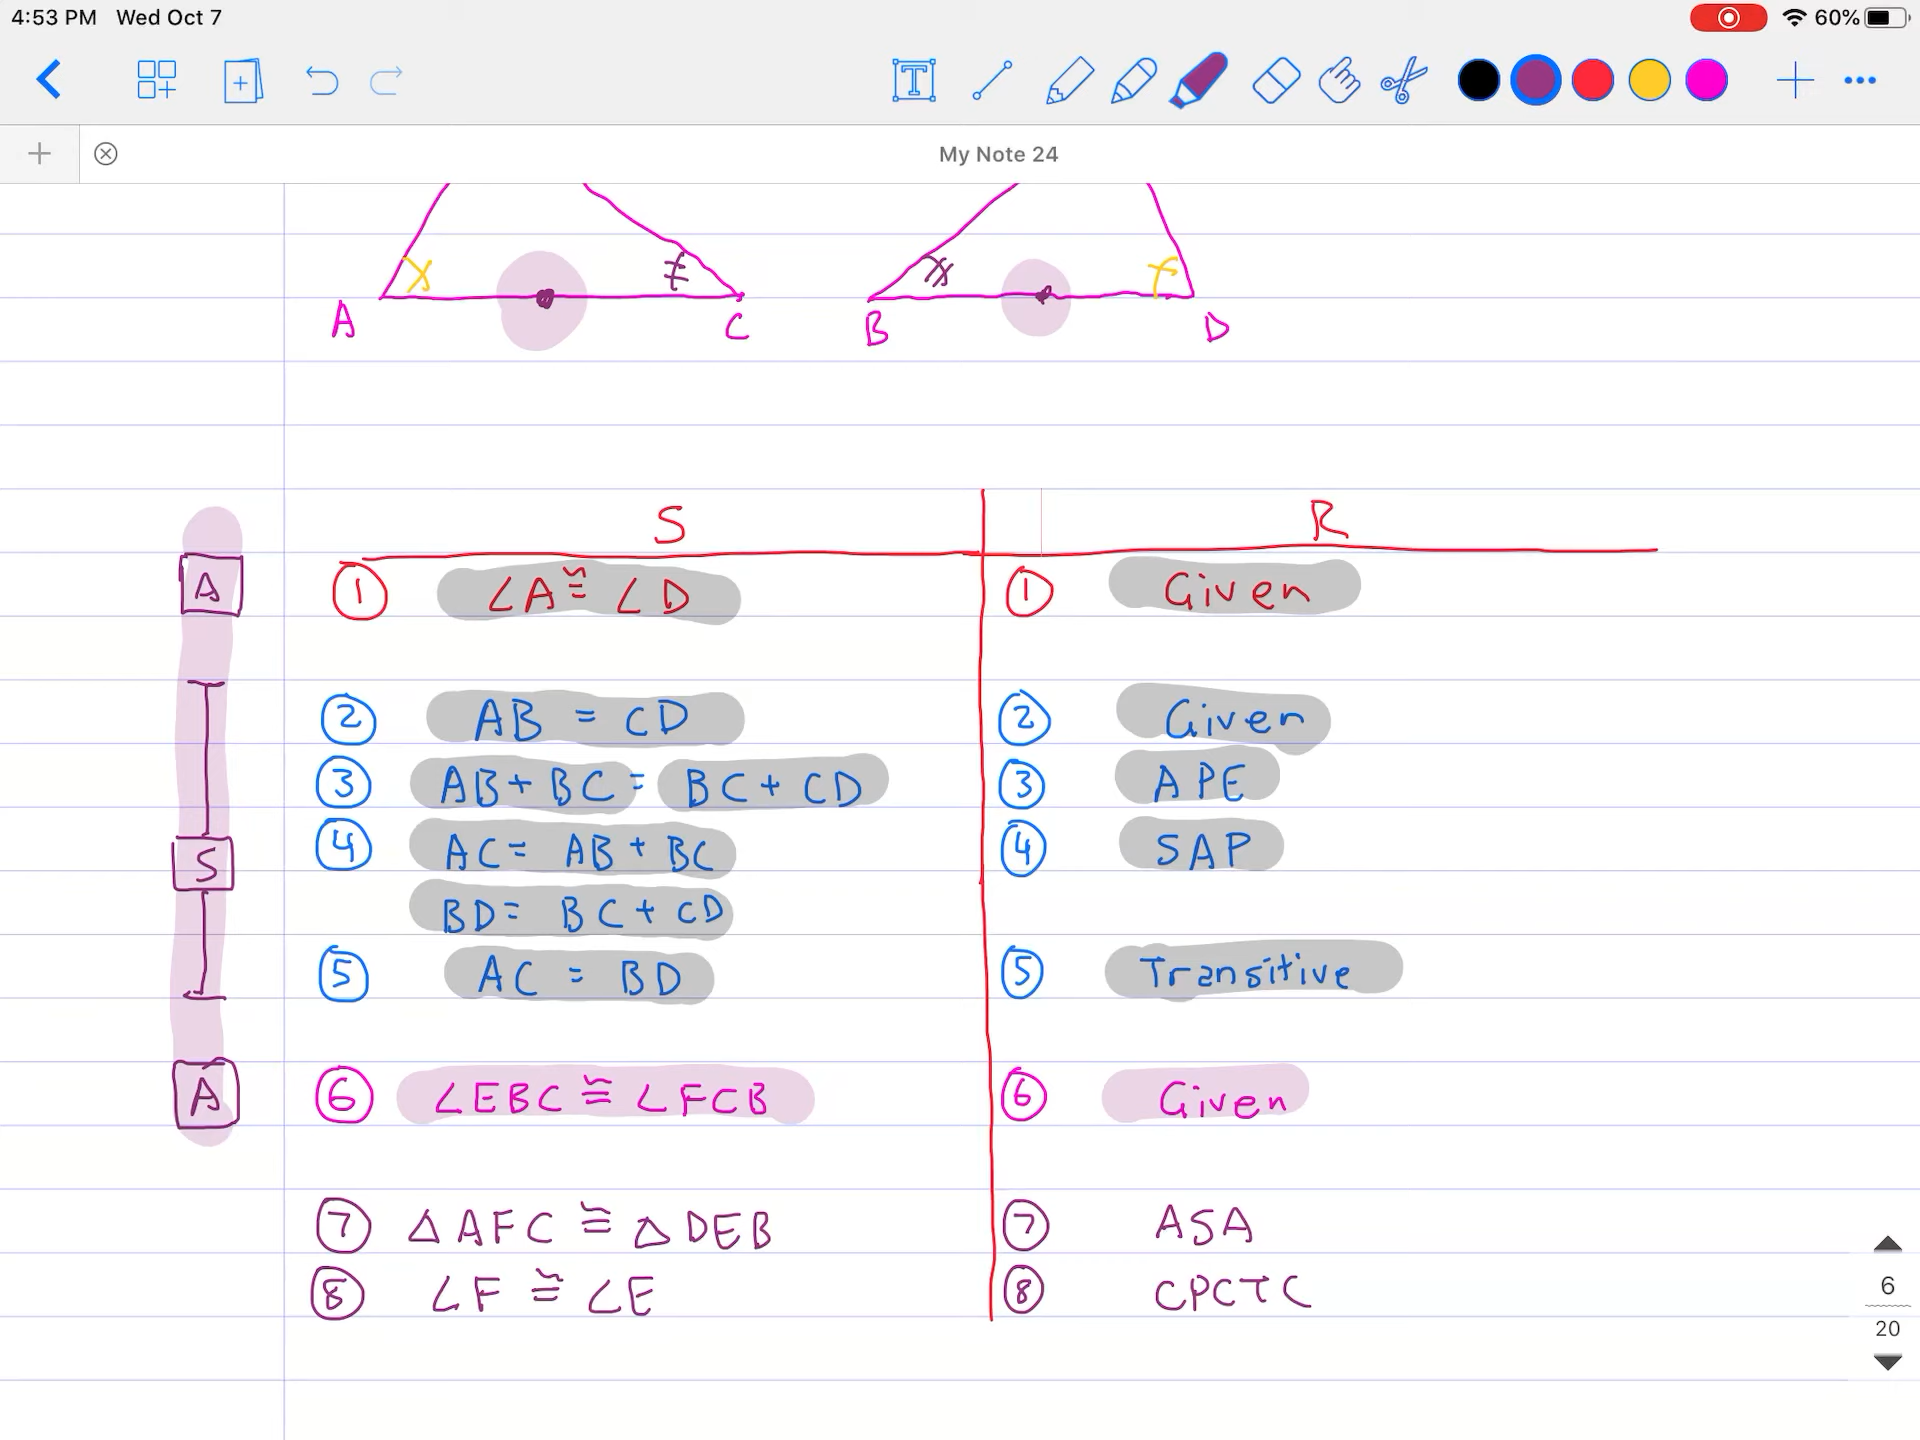 4:53 PM Wed Oct 7 60%
T
My Note 24
A C B D
S R
A ① ∠A ≅ ∠D ① Given
② AB = CD ② Given
③ AB + BC = BC + CD ③ APE
④ AC = AB + BC ④ SAP
S
BD = BC + CD
⑤ AC = BD ⑤ Transitive
A ⑥ ∠EBC ≅ ∠FCB ⑥ Given
⑦ △AFC ≅ △DEB ⑦ ASA
⑧ ∠F ≅ ∠E ⑧ CPCTC
6
20